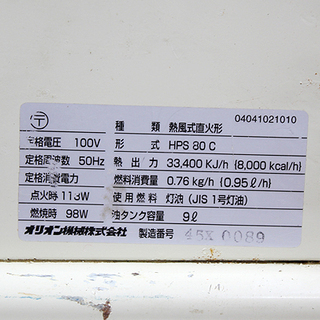 〒 種類 熱風式直火形 04041021010
定格電圧 100V 形式 HPS 80 C
定格周波数 50Hz 熱出力 33,400 KJ/h {8,000 kcal/h}
定格消費電力 燃料消費量 0.76 kg/h {0.95ℓ/h}
点火時 113W 使用燃料 灯油 (JIS 1号灯油)
燃焼時 98W 油タンク容量 9ℓ
オリオン機械株式会社 製造番号 45X 0089